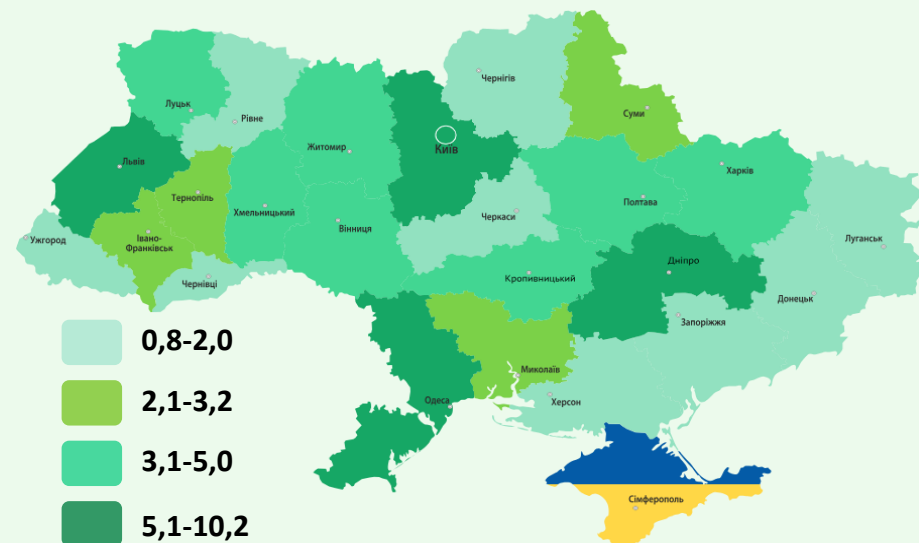 Чернігів
Луцьк
Рівне
Суми
Житомир
Київ
Львів
Харків
Тернопіль
Хмельницький
Полтава
Черкаси
Вінниця
Ужгород
Івано-
Франківськ
Луганськ
Чернівці
Кропивницький
Дніпро
Донецьк
Запоріжжя
Миколаїв
Одеса
Херсон
Сімферополь
0,8-2,0
2,1-3,2
3,1-5,0
5,1-10,2